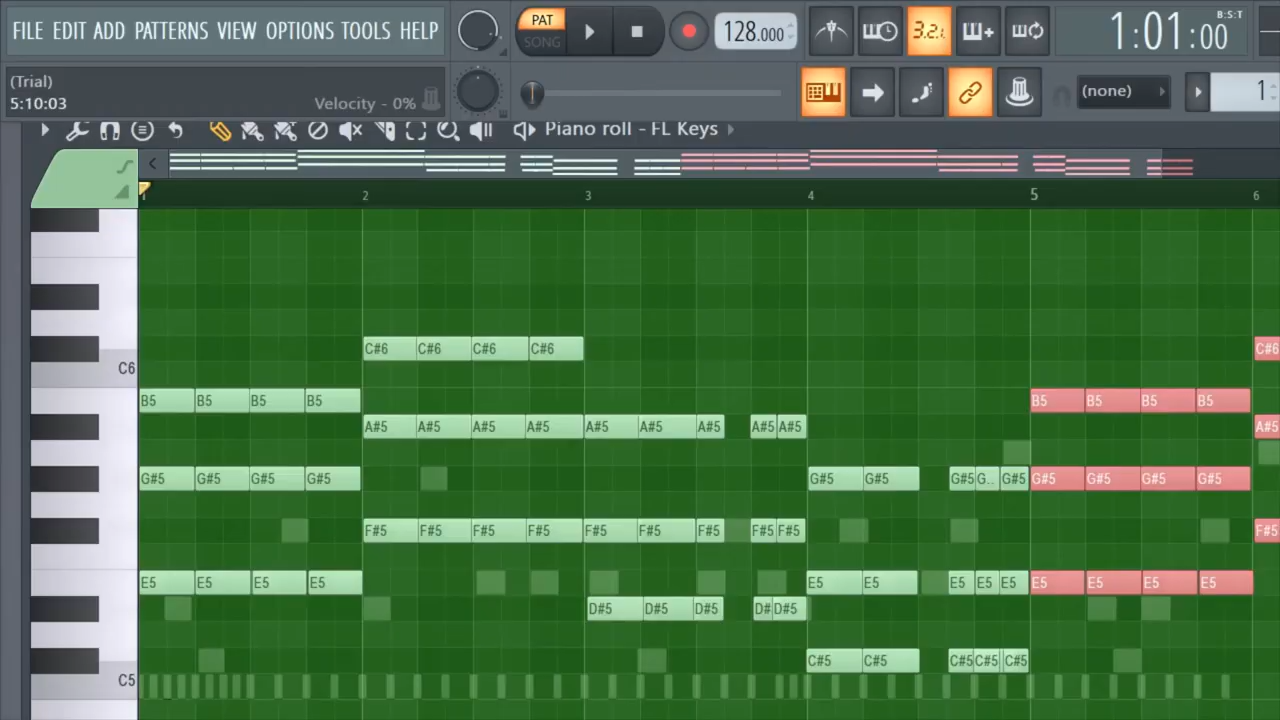 FILE EDIT ADD PATTERNS VIEW OPTIONS TOOLS HELP
PAT
SONG
128.000
3.2.
B:S:T
1:01:00
(Trial)
5:10:03
Velocity - 0%
(none)
1
Piano roll - FL Keys
1 2 3 4 5 6
C#6 C#6 C#6 C#6 C#6
C6
B5 B5 B5 B5 B5 B5 B5 B5
A#5 A#5 A#5 A#5 A#5 A#5 A#5 A#5 A#5 A#5
G#5 G#5 G#5 G#5 G#5 G#5 G#5 G.. G#5 G#5 G#5 G#5 G#5
F#5 F#5 F#5 F#5 F#5 F#5 F#5 F#5 F#5 F#5
E5 E5 E5 E5 E5 E5 E5 E5 E5 E5 E5 E5 E5
D#5 D#5 D#5 D# D#5
C#5 C#5 C#5 C#5 C#5
C5